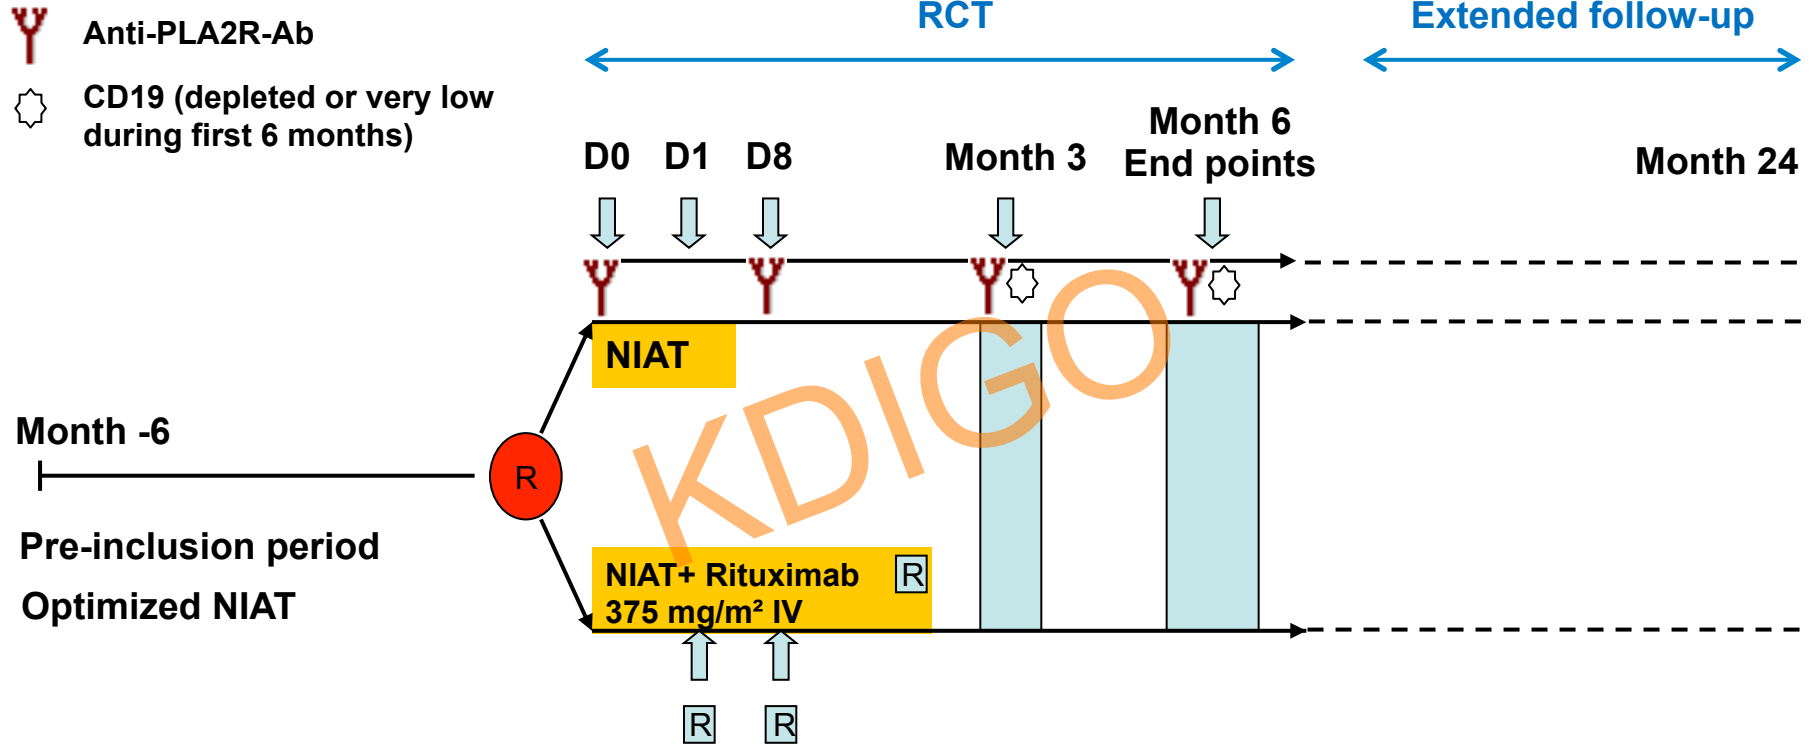 RCT
Extended follow-up
Anti-PLA2R-Ab
CD19 (depleted or very low
during first 6 months)
D0
D1
D8
Month 3
Month 6
End points
Month 24
NIAT
Month -6
R
Pre-inclusion period
Optimized NIAT
NIAT+ Rituximab
375 mg/m² IV
R
R
R
KDIGO